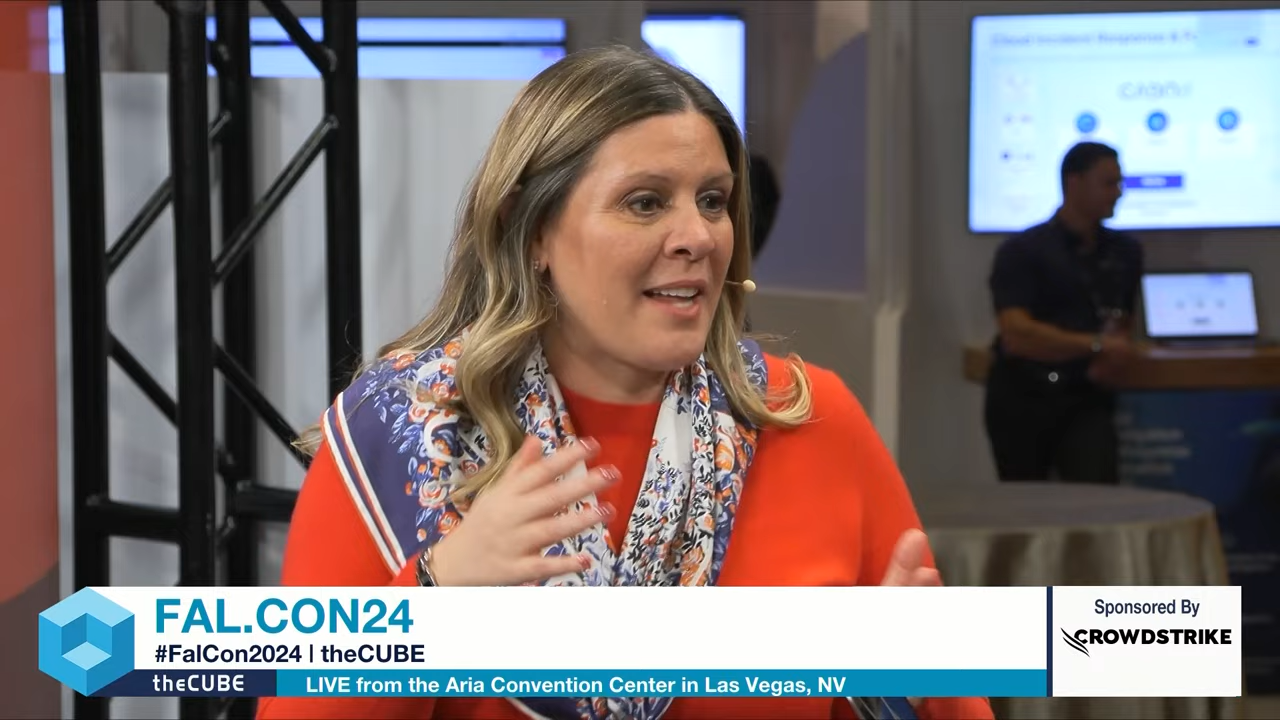 FAL.CON24
#FalCon2024 | theCUBE
theCUBE
LIVE from the Aria Convention Center in Las Vegas, NV
Sponsored By
CROWDSTRIKE